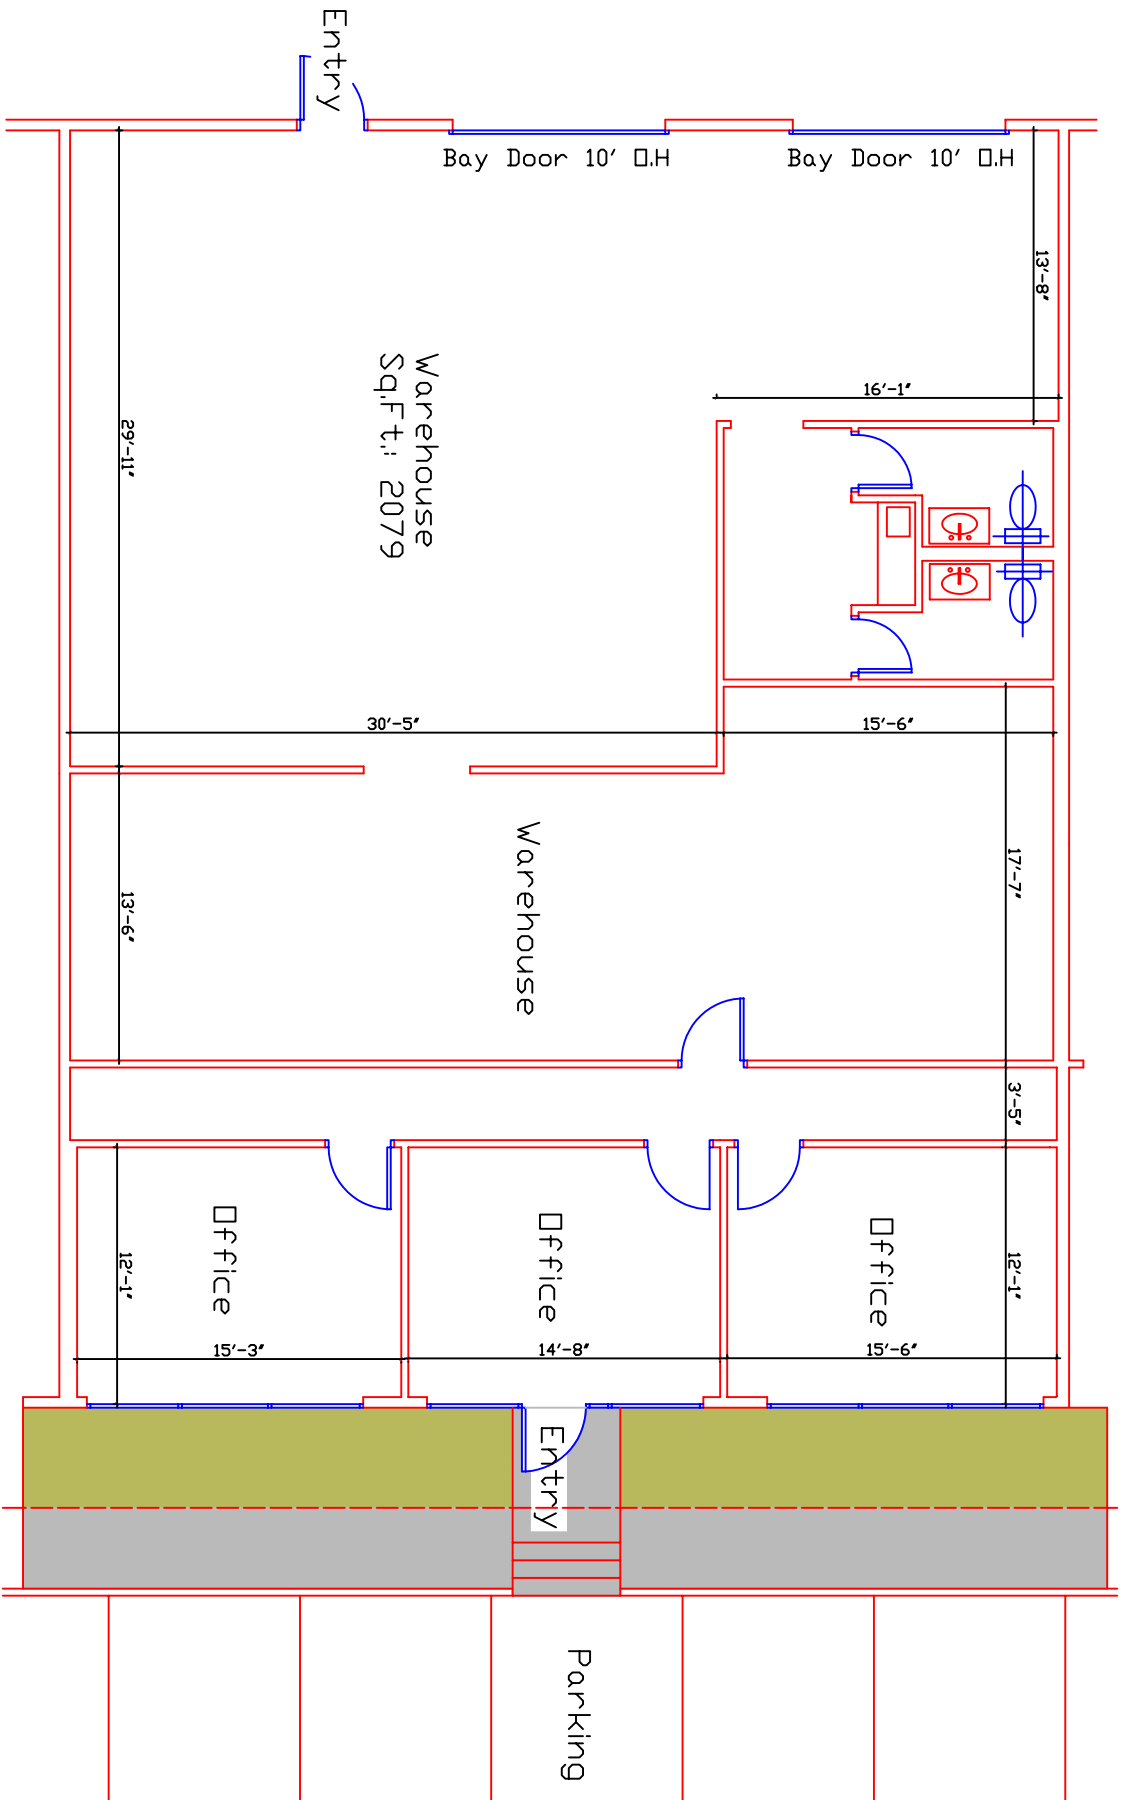 Entry
Bay Door 10' O.H
Bay Door 10' O.H
13'-8"
16'-1"
Warehouse
Sq.Ft.: 2079
29'-11"
30'-5"
15'-6"
Warehouse
17'-7"
13'-6"
3'-5"
Office
Office
Office
12'-1"
12'-1"
15'-3"
14'-8"
15'-6"
Entry
Parking